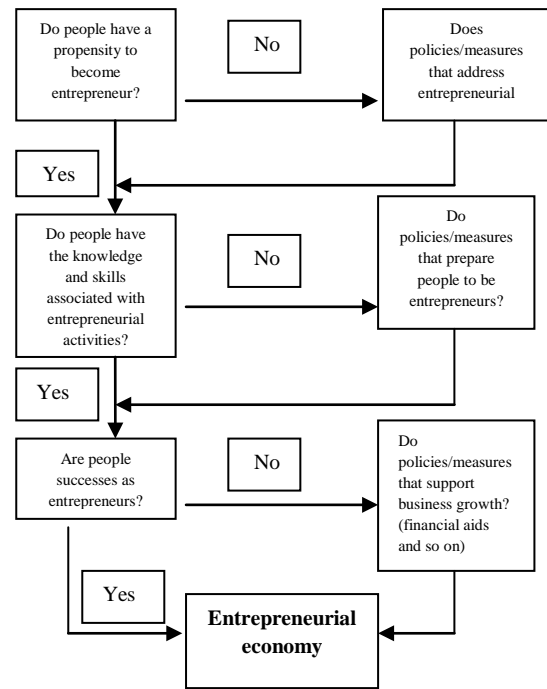 Do people have a
propensity to
become
entrepreneur?
No
Does
policies/measures
that address
entrepreneurial
Yes
Do people have
the knowledge
and skills
associated with
entrepreneurial
activities?
No
Do
policies/measures
that prepare
people to be
entrepreneurs?
Yes
Are people
successes as
entrepreneurs?
No
Do
policies/measures
that support
business growth?
(financial aids
and so on)
Yes
Entrepreneurial
economy